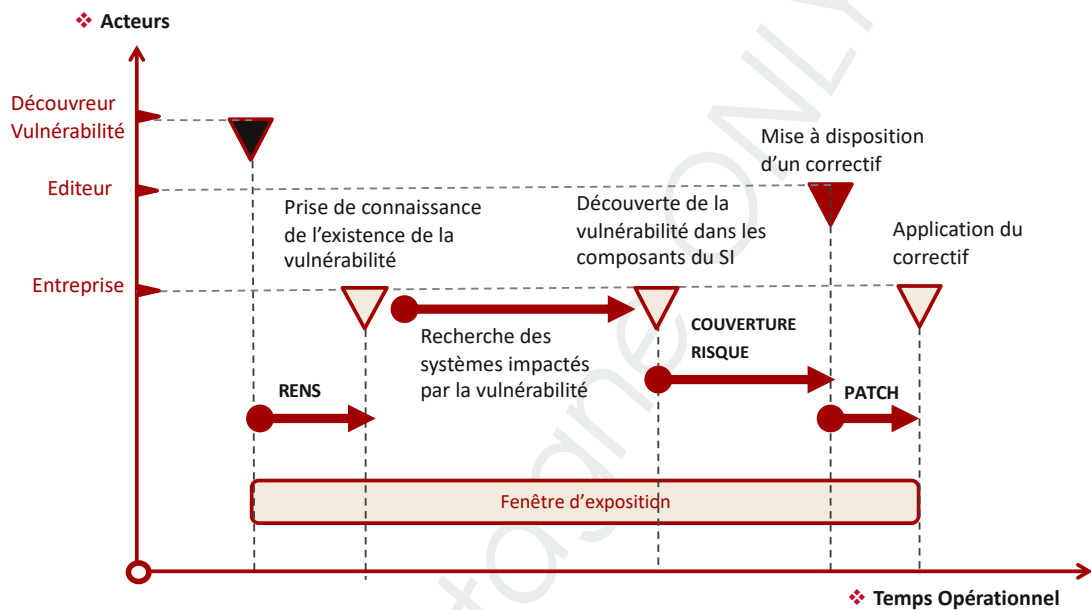 ❖ Acteurs
Découvreur
Vulnérabilité
Mise à disposition
d’un correctif
Editeur
Prise de connaissance
de l’existence de la
vulnérabilité
Découverte de la
vulnérabilité dans les
composants du SI
Application du
correctif
Entreprise
Recherche des
systèmes impactés
par la vulnérabilité
COUVERTURE
RISQUE
RENS
PATCH
Fenêtre d’exposition
❖ Temps Opérationnel
tagne ONLY